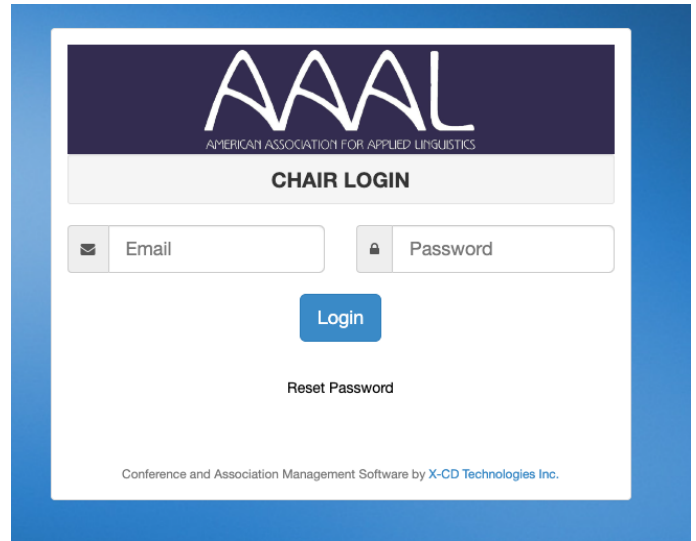 AAAL
AMERICAN ASSOCIATION FOR APPLIED LINGUISTICS
CHAIR LOGIN
Email Password
Login
Reset Password
Conference and Association Management Software by X-CD Technologies Inc.